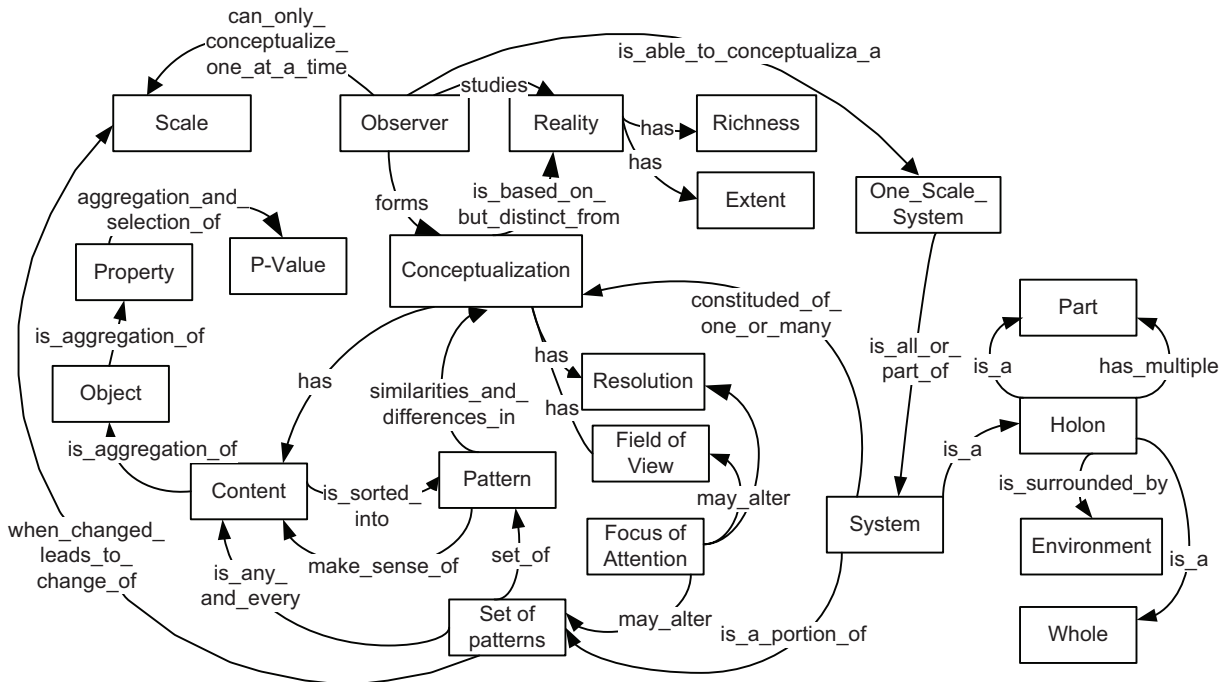 can_only_
conceptualize_
one_at_a_time
is_able_to_conceptualiza_a
studies
Scale
Observer
Reality
has
Richness
has
Extent
One_Scale_
System
aggregation_and_
selection_of
forms
is_based_on_
but_distinct_from
Property
P-Value
Conceptualization
constituded_of_
one_or_many
Part
is_aggregation_of
has
similarities_and_
differences_in
has
Resolution
is_all_or_
part_of
is_a
has_multiple
Object
has
Field of
View
Holon
is_aggregation_of
Content
is_sorted_
into
Pattern
may_alter
System
is_a
is_surrounded_by
when_changed_
leads_to_
change_of
is_any_
and_every
make_sense_of
set_of
Focus of
Attention
Environment
is_a
Set of
patterns
may_alter
is_a_portion_of
Whole